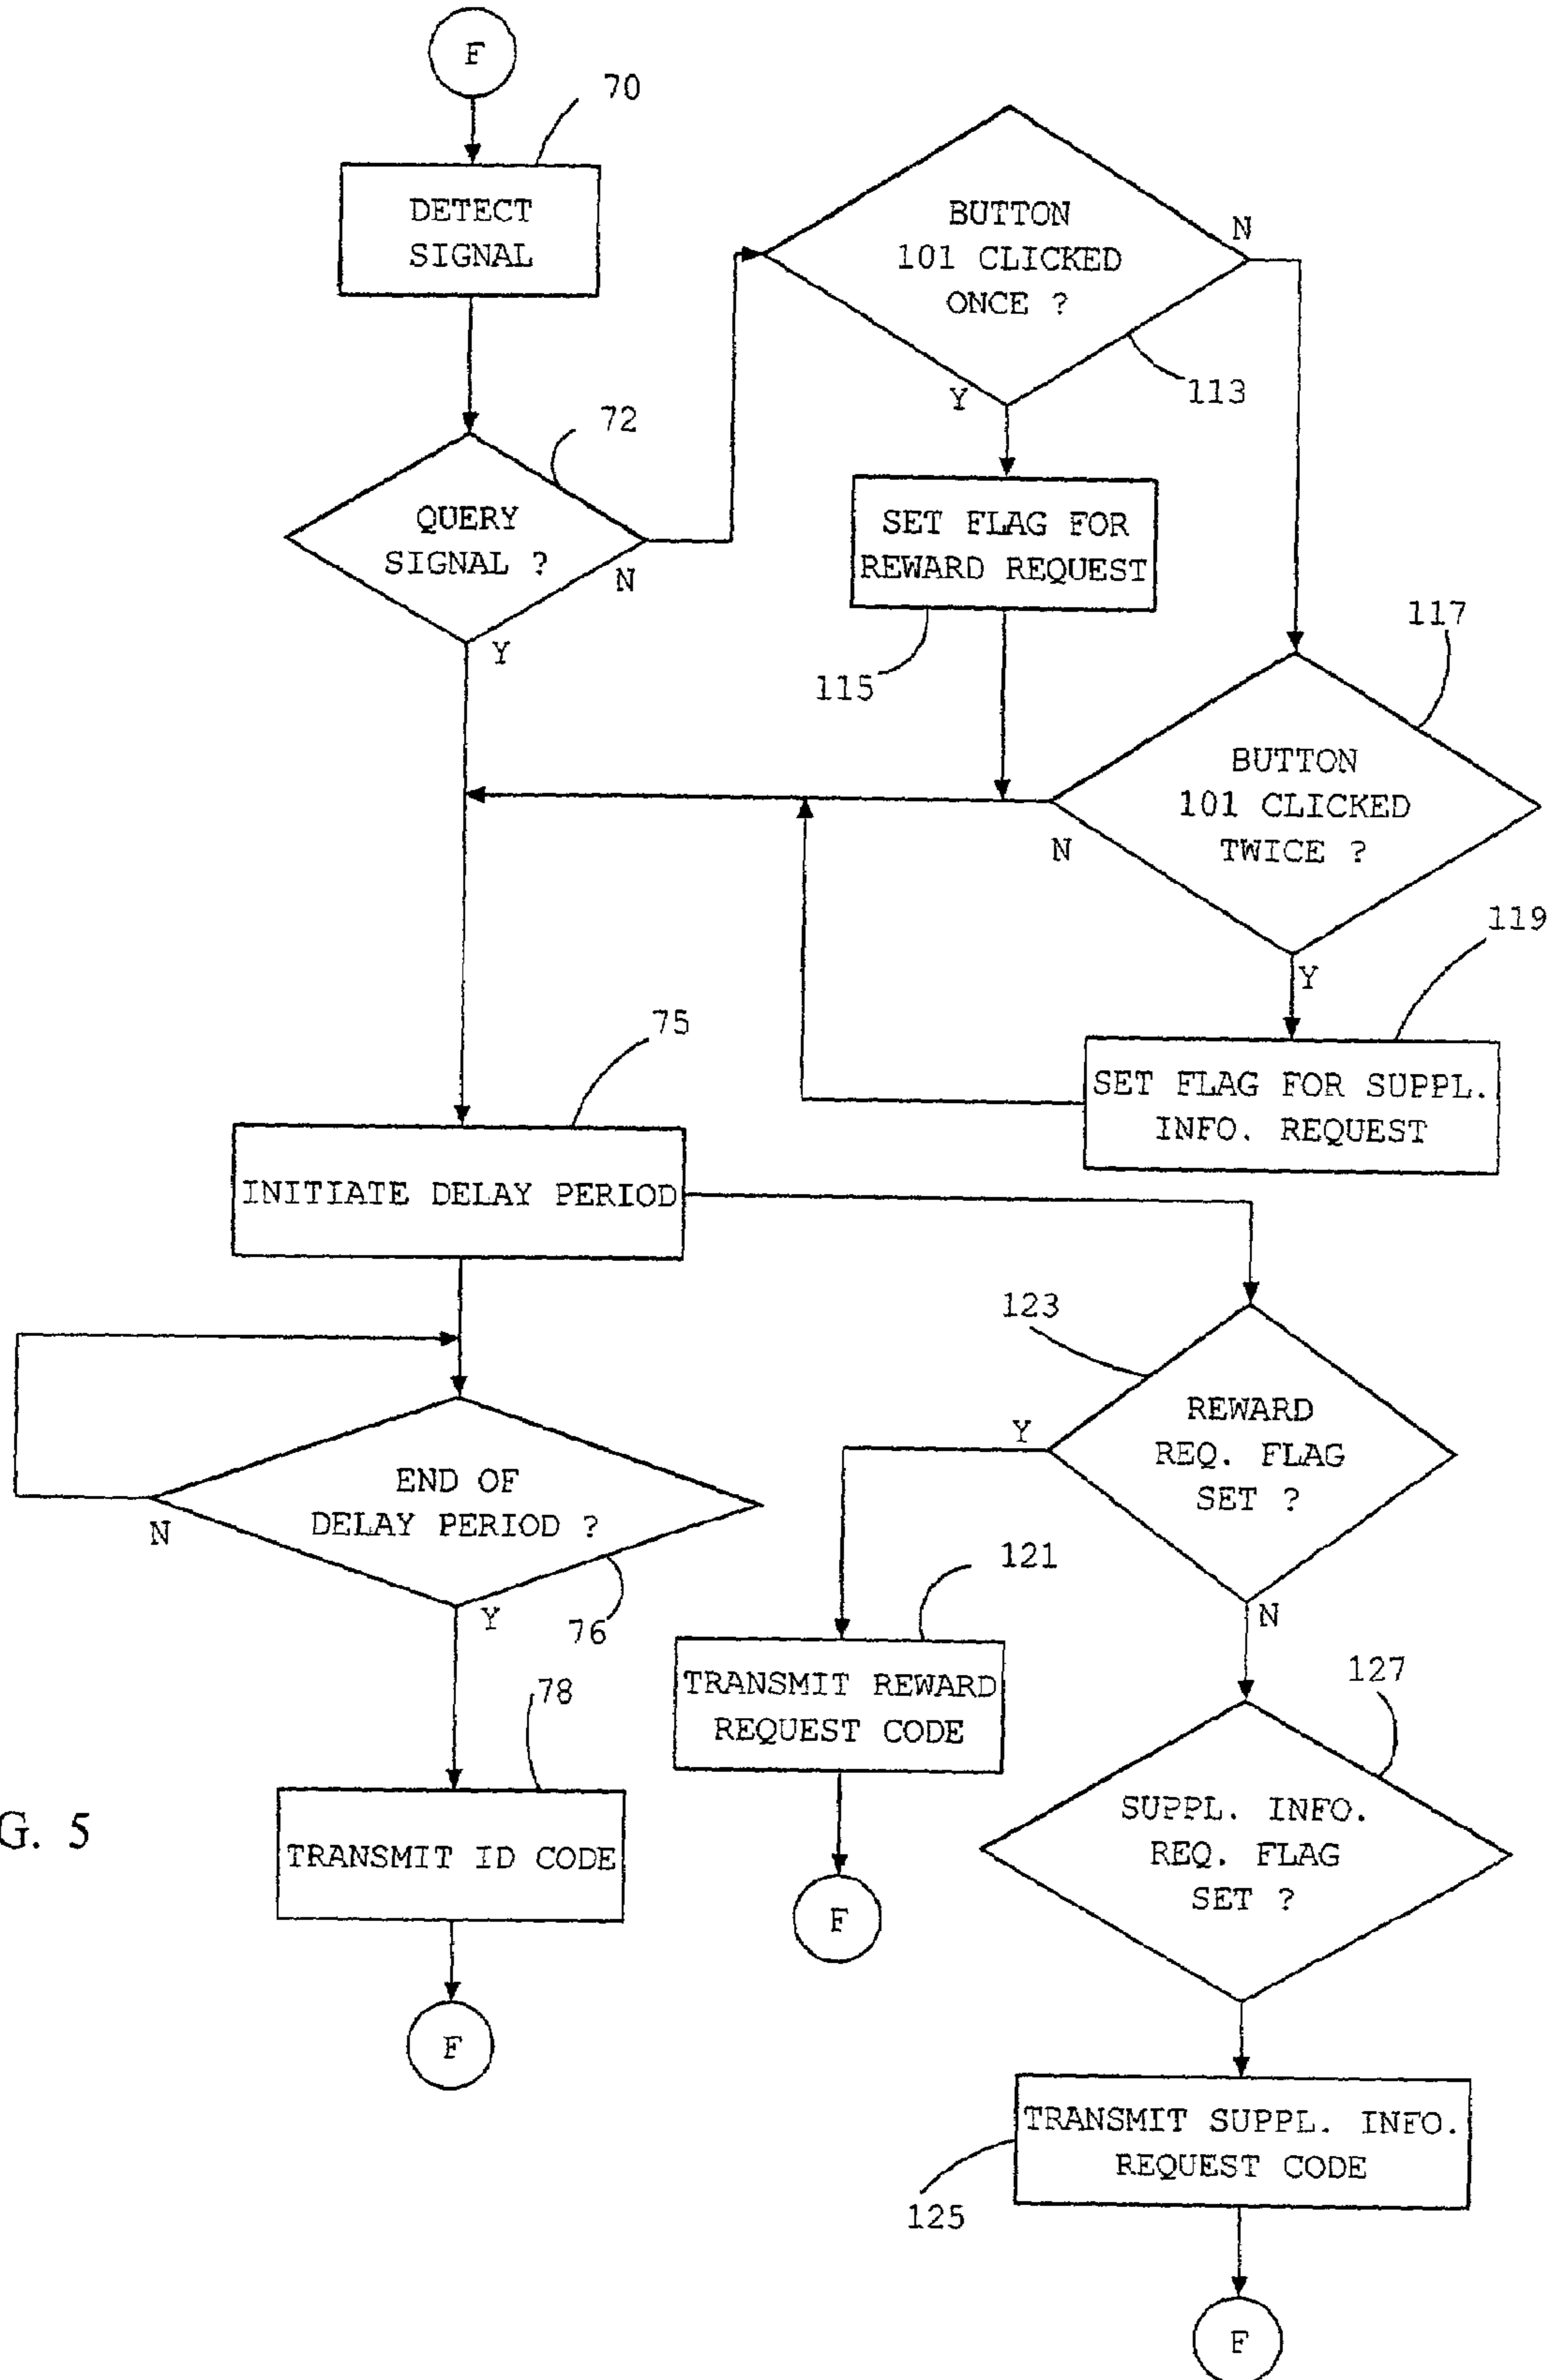 F
70
DETECT
SIGNAL
BUTTON
101 CLICKED
ONCE ?
N
Y
113
72
QUERY
SIGNAL ?
N
Y
SET FLAG FOR
REWARD REQUEST
115
117
BUTTON
101 CLICKED
TWICE ?
N
Y
119
SET FLAG FOR SUPPL.
INFO. REQUEST
75
INITIATE DELAY PERIOD
123
REWARD
REQ. FLAG
SET ?
Y
N
END OF
DELAY PERIOD ?
N
Y
76
121
TRANSMIT REWARD
REQUEST CODE
F
127
SUPPL. INFO.
REQ. FLAG
SET ?
78
TRANSMIT ID CODE
F
G. 5
TRANSMIT SUPPL. INFO.
REQUEST CODE
125
F